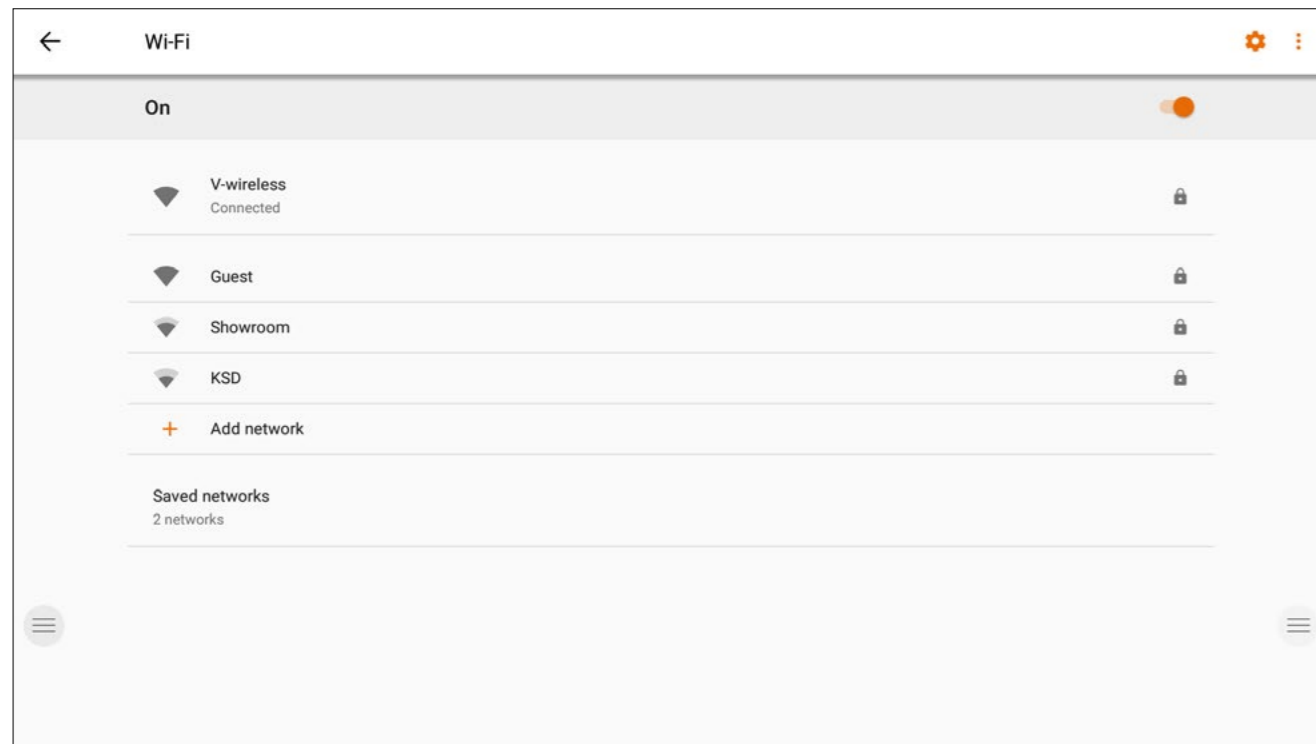 Wi-Fi
On
V-wireless
Connected
Guest
Showroom
KSD
Add network
Saved networks
2 networks